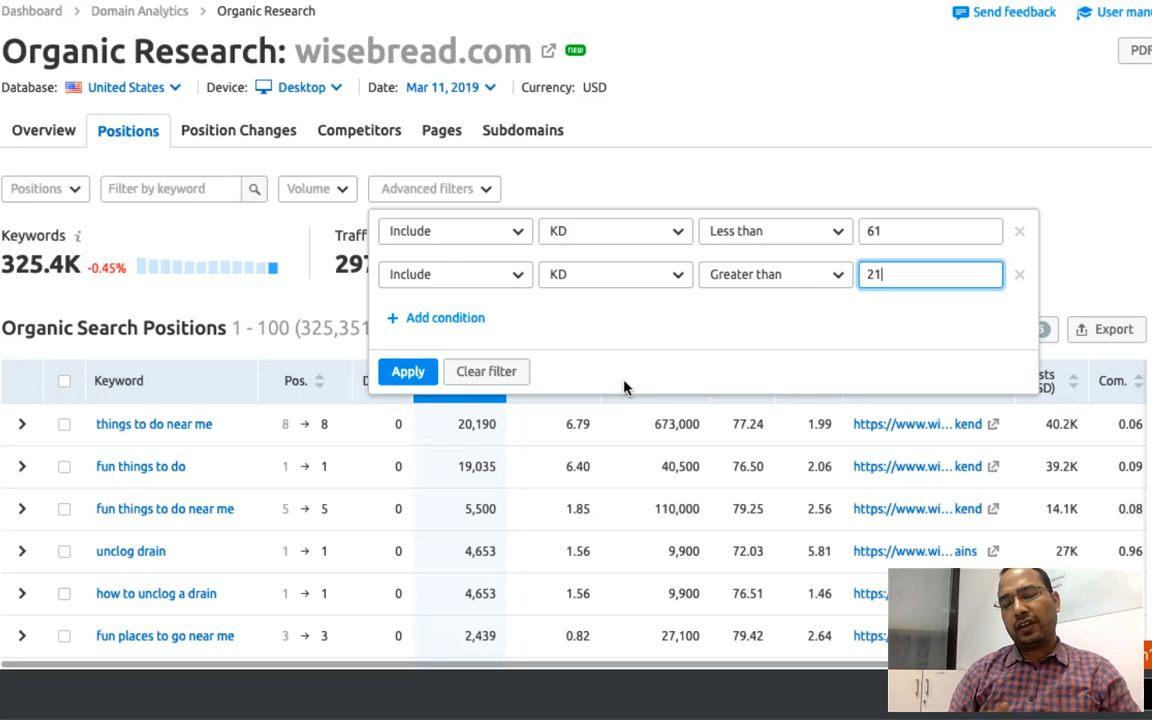 Dashboard > Domain Analytics > Organic Research
Send feedback
User man
Organic Research: wisebread.com NEW
PDF
Database: United States Device: Desktop Date: Mar 11, 2019 Currency: USD
Overview Positions Position Changes Competitors Pages Subdomains
Positions Filter by keyword Volume Advanced filters
Include KD Less than 61
Keywords i Traff
325.4K -0.45% 297
Include KD Greater than 21
+ Add condition
Organic Search Positions 1 - 100 (325,351
Export
Apply Clear filter
Keyword Pos. D sts SD) Com.
things to do near me 8 → 8 0 20,190 6.79 673,000 77.24 1.99 https://www.wi... kend 40.2K 0.06
fun things to do 1 → 1 0 19,035 6.40 40,500 76.50 2.06 https://www.wi... kend 39.2K 0.09
fun things to do near me 5 → 5 0 5,500 1.85 110,000 79.25 2.56 https://www.wi... kend 14.1K 0.08
unclog drain 1 → 1 0 4,653 1.56 9,900 72.03 5.81 https://www.wi... ains 27K 0.96
how to unclog a drain 1 → 1 0 4,653 1.56 9,900 76.51 1.46 https:
fun places to go near me 3 → 3 0 2,439 0.82 27,100 79.42 2.64 https: